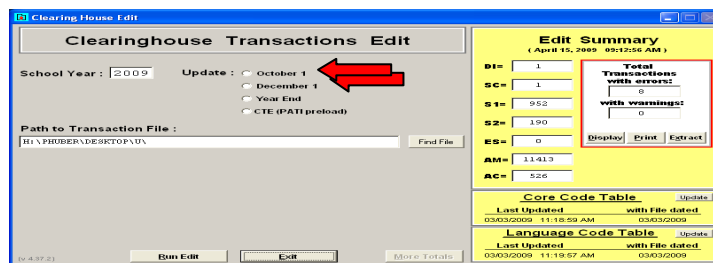 Clearing House Edit
Clearinghouse Transactions Edit
School Year : 2009
Update :
October 1
December 1
Year End
CTE (PATI preload)
Path to Transaction File :
H:\PHUBER\DESKTOP\U\
Find File
(v 4.37.2)
Run Edit
Exit
More Totals
Edit Summary
( April 15, 2009 09:12:56 AM )
DI= 1
SC= 1
S1= 952
S2= 190
ES= 0
AM= 11413
AC= 526
Total
Transactions
with errors:
8
with warnings:
0
Display Print Extract
Core Code Table Update
Last Updated with File dated
03/03/2009 11:18:59 AM 03/03/2009
Language Code Table Update
Last Updated with File dated
03/03/2009 11:19:57 AM 03/03/2009